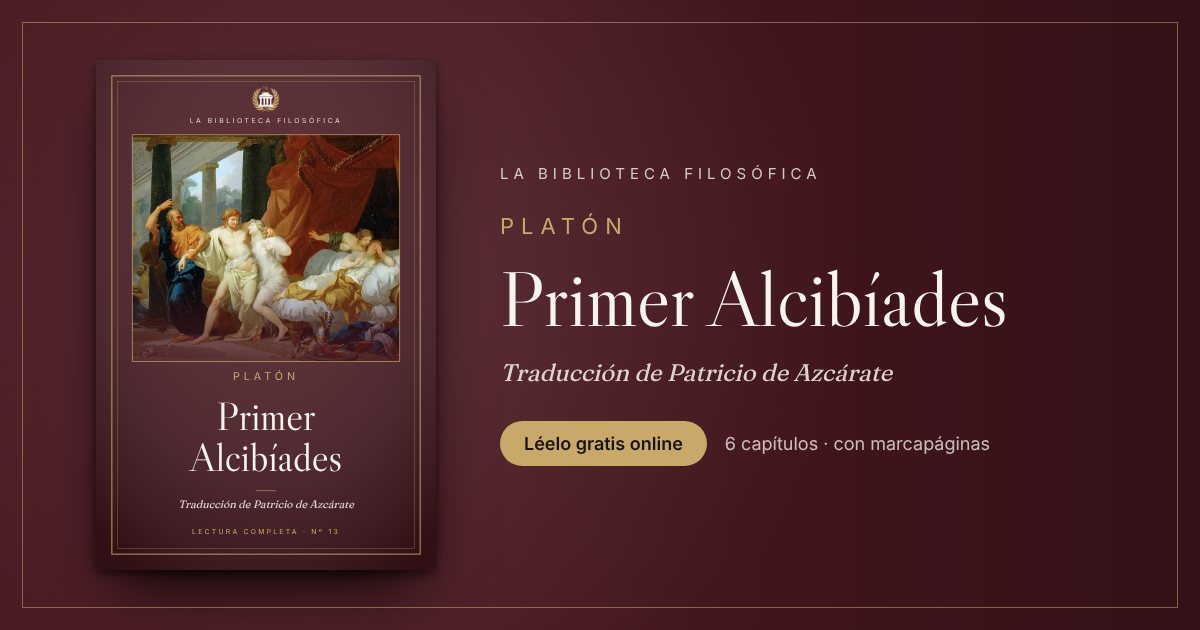 LA BIBLIOTECA FILOSÓFICA
PLATÓN
Primer
Alcibíades
Traducción de Patricio de Azcárate
LECTURA COMPLETA · Nº 13
LA BIBLIOTECA FILOSÓFICA
PLATÓN
Primer Alcibíades
Traducción de Patricio de Azcárate
Léelo gratis online
6 capítulos · con marcapáginas